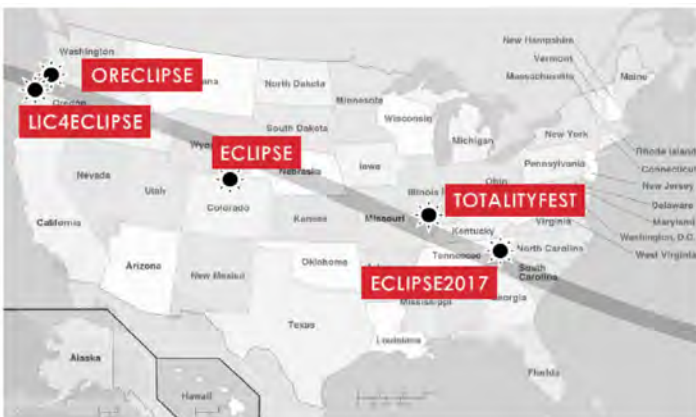 New Hampshire
Vermont
Massachusetts
Washington
ORECLIPSE
North Dakota
Minnesota
Maine
Oregon
LIC4ECLIPSE
South Dakota
Wisconsin
Michigan
New York
Rhode Island
Connecticut
New Jersey
Delaware
Maryland
Washington, D.C.
West Virginia
ECLIPSE
Nebraska
Iowa
Pennsylvania
Ohio
Nevada
Utah
Colorado
Kansas
Missouri
Illinois
TOTALITYFEST
Kentucky
Virginia
California
Arizona
New Mexico
Oklahoma
Tennessee
North Carolina
South
Carolina
ECLIPSE2017
Mississippi
Georgia
Texas
Louisiana
Florida
Alaska
Hawaii